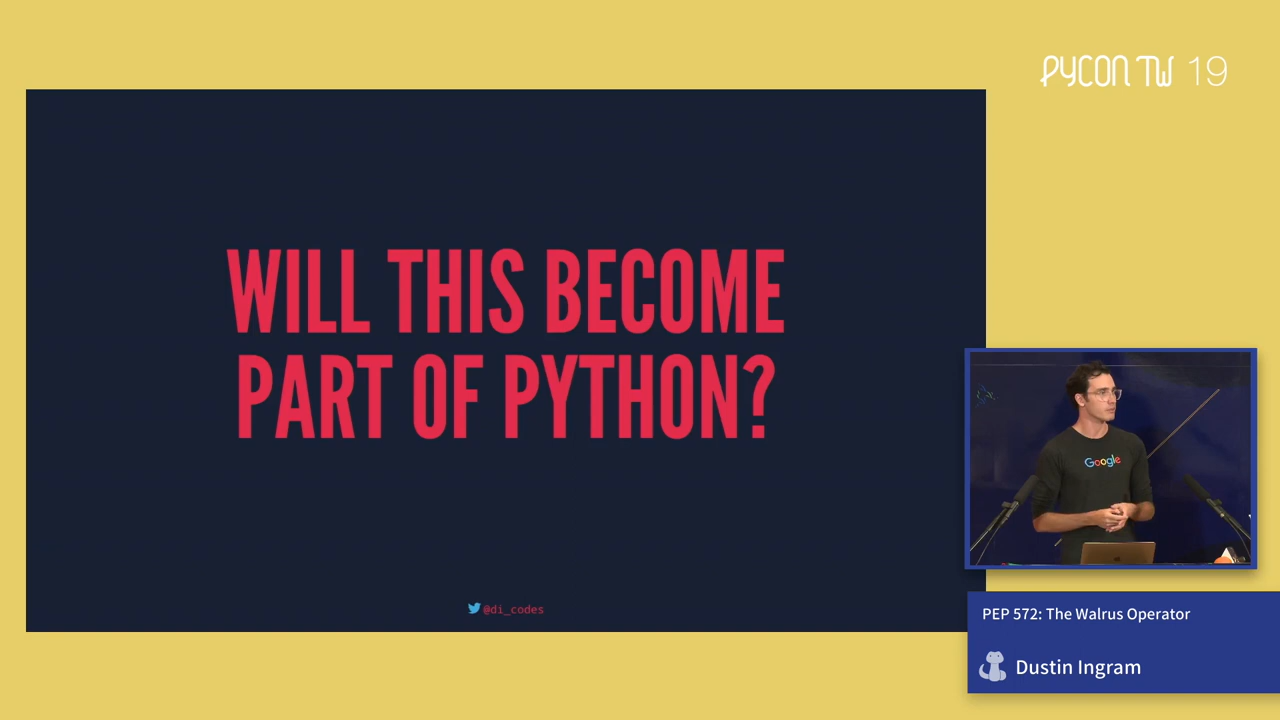 PYCON TW 19
WILL THIS BECOME
PART OF PYTHON?
Google
@di_codes
PEP 572: The Walrus Operator
Dustin Ingram